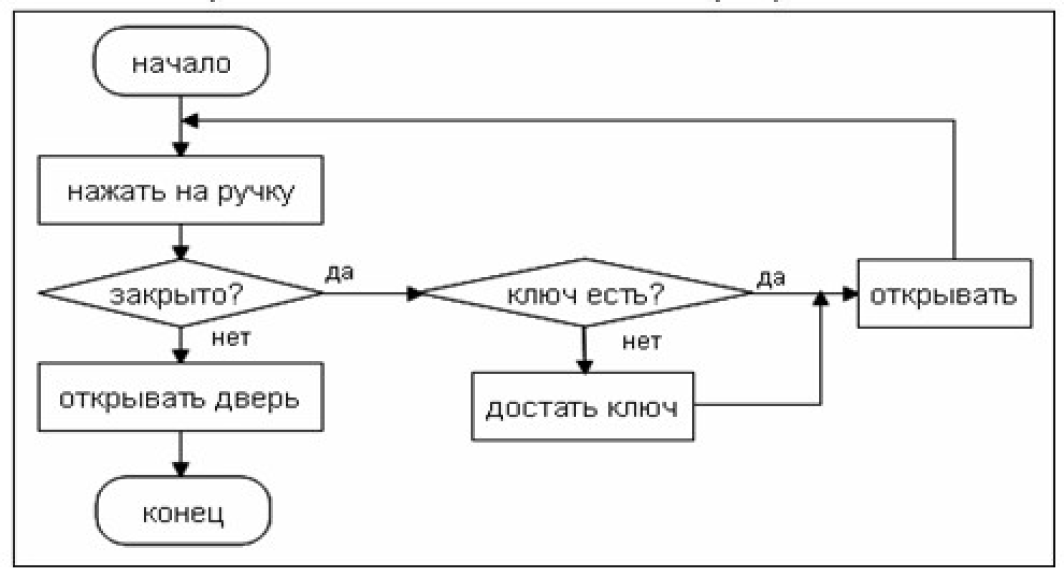 начало
нажать на ручку
закрыто?
да
ключ есть?
да
открывать
нет
нет
открывать дверь
достать ключ
конец